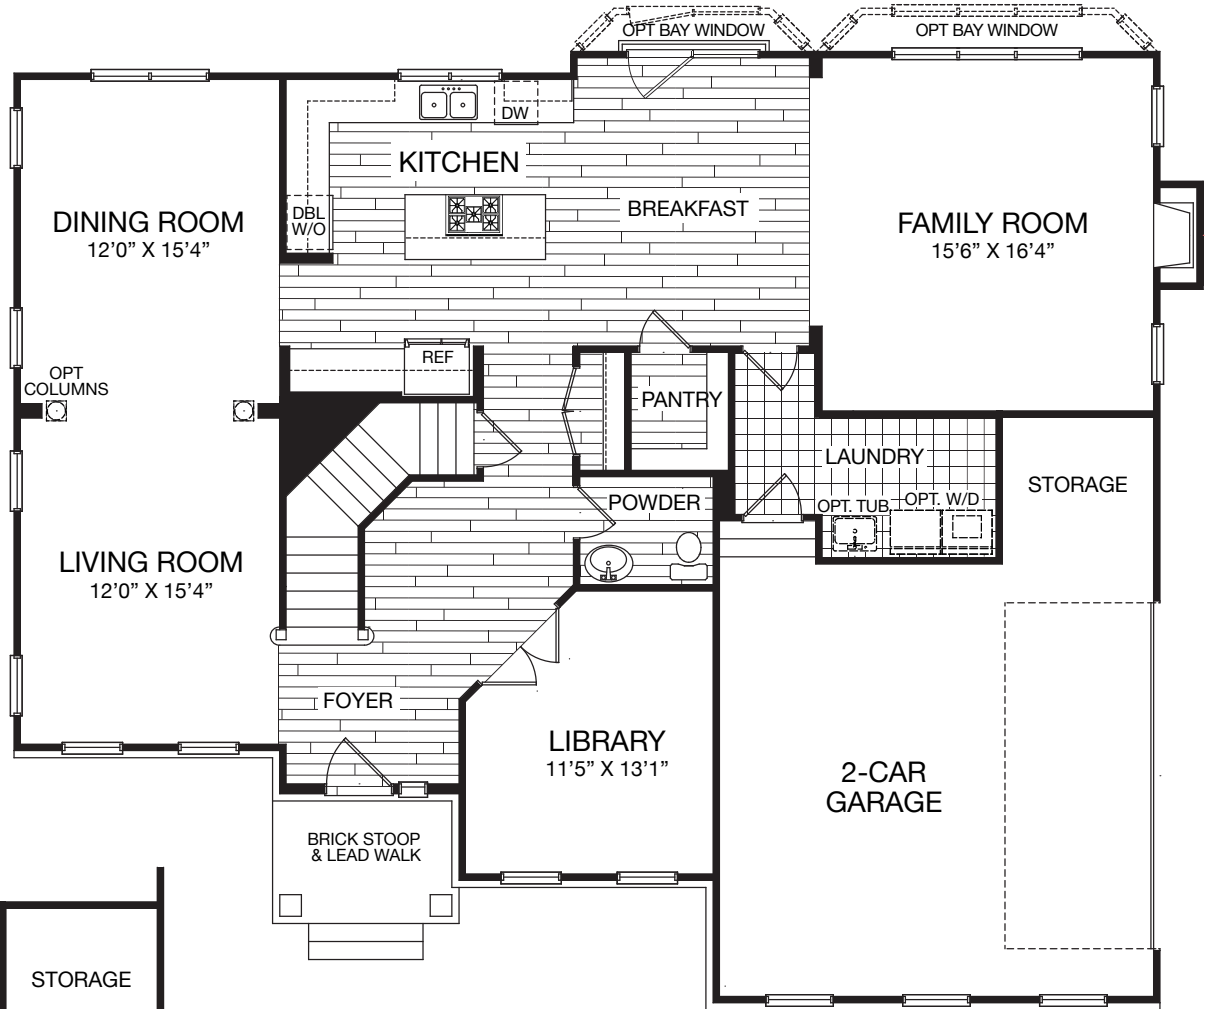 OPT BAY WINDOW
OPT BAY WINDOW
DW
KITCHEN
DINING ROOM
12’0” X 15’4”
DBL
W/O
BREAKFAST
FAMILY ROOM
15’6” X 16’4”
REF
OPT
COLUMNS
PANTRY
LAUNDRY
STORAGE
POWDER
OPT. TUB
OPT. W/D
LIVING ROOM
12’0” X 15’4”
FOYER
LIBRARY
11’5” X 13’1”
2-CAR
GARAGE
BRICK STOOP
& LEAD WALK
STORAGE